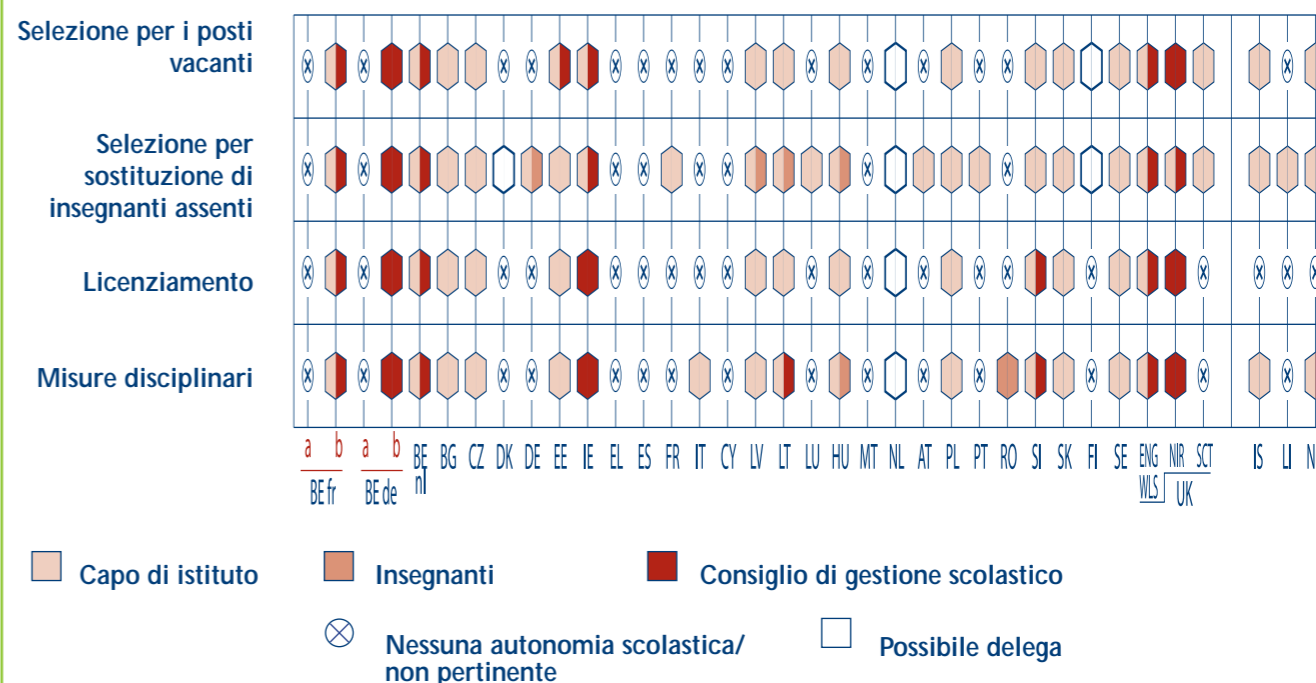 Selezione per i posti
vacanti
Selezione per
sostituzione di
insegnanti assenti
Licenziamento
Misure disciplinari
a b a b BE BG CZ DK DE EE IE EL ES FR IT CY LV LT LU HU MT NL AT PL PT RO SI SK FI SE ENG NIR SCT IS LI N
BE fr BE de nl WLS UK
Capo di istituto Insegnanti Consiglio di gestione scolastico
Nessuna autonomia scolastica/ Possibile delega
non pertinente